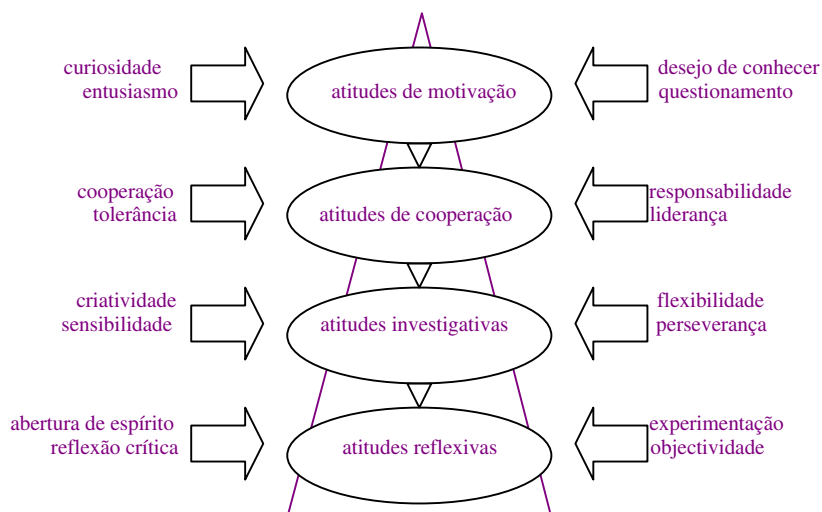 curiosidade
entusiasmo
atitudes de motivação
desejo de conhecer
questionamento
cooperação
tolerância
atitudes de cooperação
responsabilidade
liderança
criatividade
sensibilidade
atitudes investigativas
flexibilidade
perseverança
abertura de espírito
reflexão crítica
atitudes reflexivas
experimentação
objectividade